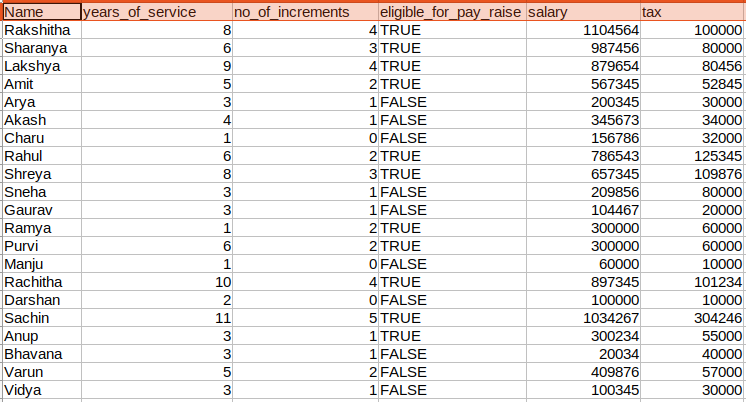 Name years_of_service no_of_increments eligible_for_pay_raise salary tax
Rakshitha 8 4 TRUE 1104564 100000
Sharanya 6 3 TRUE 987456 80000
Lakshya 9 4 TRUE 879654 80456
Amit 5 2 TRUE 567345 52845
Arya 3 1 FALSE 200345 30000
Akash 4 1 FALSE 345673 34000
Charu 1 0 FALSE 156786 32000
Rahul 6 2 TRUE 786543 125345
Shreya 8 3 TRUE 657345 109876
Sneha 3 1 FALSE 209856 80000
Gaurav 3 1 FALSE 104467 20000
Ramya 1 2 TRUE 300000 60000
Purvi 6 2 TRUE 300000 60000
Manju 1 0 FALSE 60000 10000
Rachitha 10 4 TRUE 897345 101234
Darshan 2 0 FALSE 100000 10000
Sachin 11 5 TRUE 1034267 304246
Anup 3 1 TRUE 300234 55000
Bhavana 3 1 FALSE 20034 40000
Varun 5 2 FALSE 409876 57000
Vidya 3 1 FALSE 100345 30000